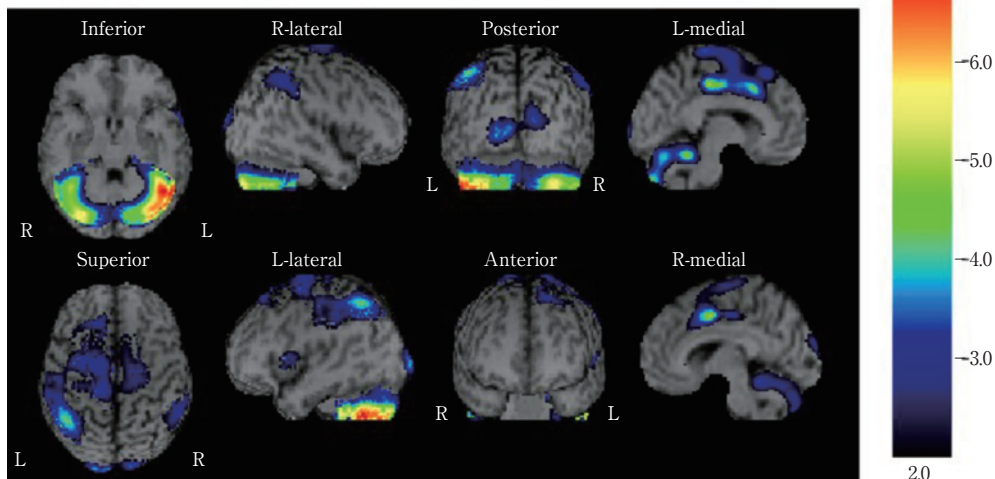 Inferior R-lateral Posterior L-medial
R L L R
Superior L-lateral Anterior R-medial
L R R L
-6.0
-5.0
-4.0
-3.0
2.0